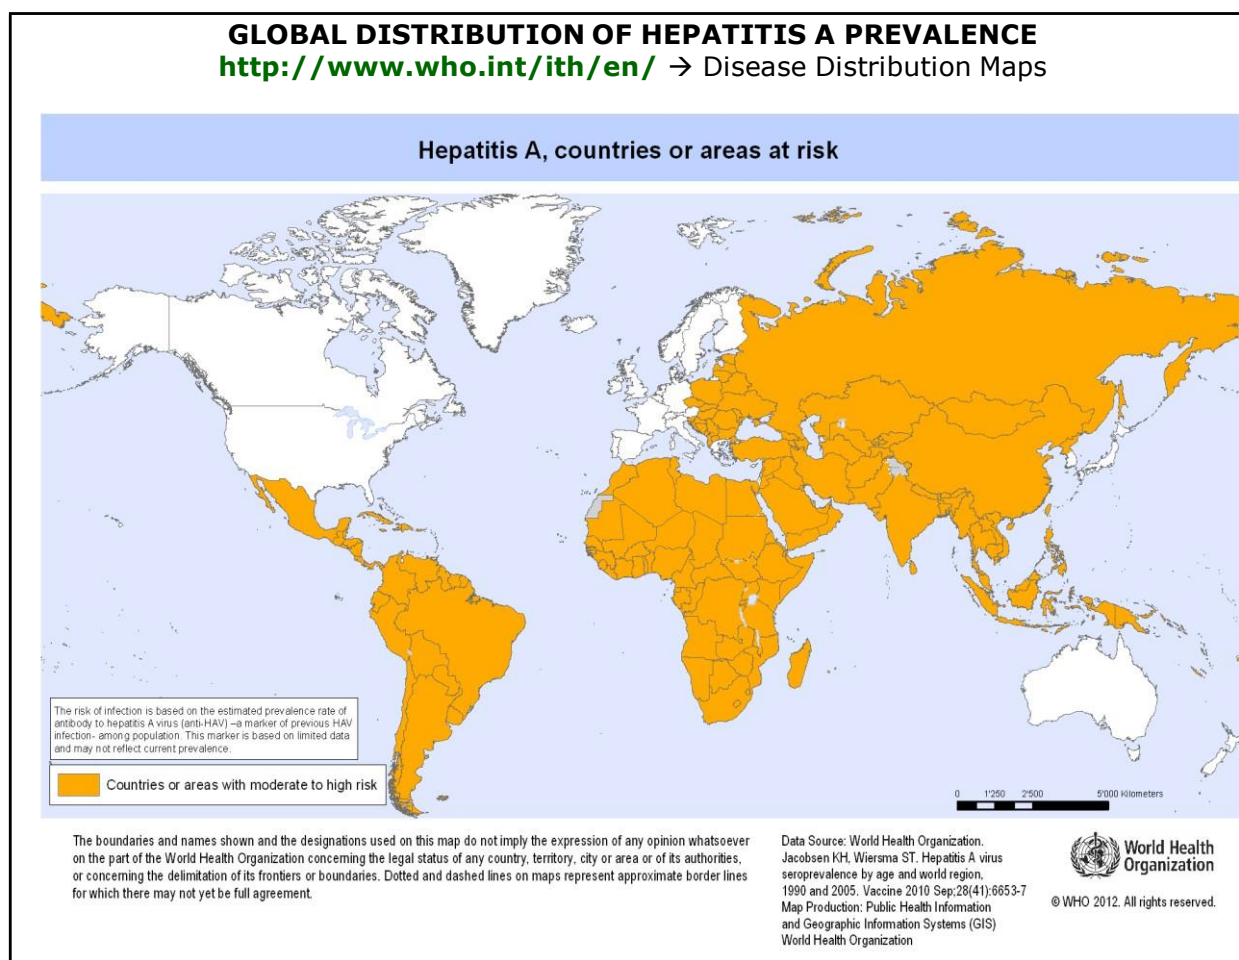 GLOBAL DISTRIBUTION OF HEPATITIS A PREVALENCE
http://www.who.int/ith/en/ → Disease Distribution Maps
Hepatitis A, countries or areas at risk
The risk of infection is based on the estimated prevalence rate of
antibody to hepatitis A virus (anti-HAV) –a marker of previous HAV
infection- among population. This marker is based on limited data
and may not reflect current prevalence.
Countries or areas with moderate to high risk
0 1'250 2'500 5'000 Kilometers
The boundaries and names shown and the designations used on this map do not imply the expression of any opinion whatsoever
on the part of the World Health Organization concerning the legal status of any country, territory, city or area or of its authorities,
or concerning the delimitation of its frontiers or boundaries. Dotted and dashed lines on maps represent approximate border lines
for which there may not yet be full agreement.
Data Source: World Health Organization.
Jacobsen KH, Wiersma ST. Hepatitis A virus
seroprevalence by age and world region,
1990 and 2005. Vaccine 2010 Sep;28(41):6653-7
Map Production: Public Health Information
and Geographic Information Systems (GIS)
World Health Organization
World Health
Organization
© WHO 2012. All rights reserved.